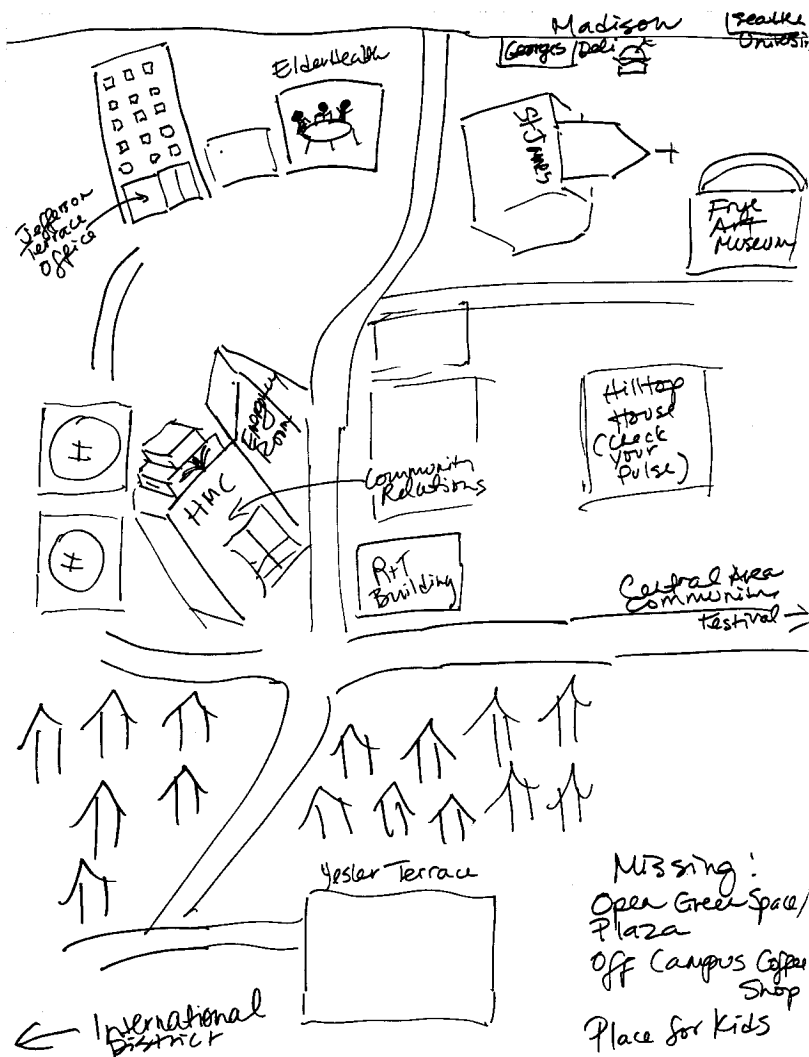 Madison
Seattle
Universi
Georges Deli
ElderHealth
St James
Jefferson
Terrace
Office
Frye
Art
Museum
Emergency
Room
Hilltop
House
(check
your
pulse)
HMC
Community
Relations
H
H
R+T
Building
Central Area
Community
Festival
Yesler Terrace
Missing:
Open Green Space/
Plaza
Off Campus Coffee
Shop
Place for Kids
International
District